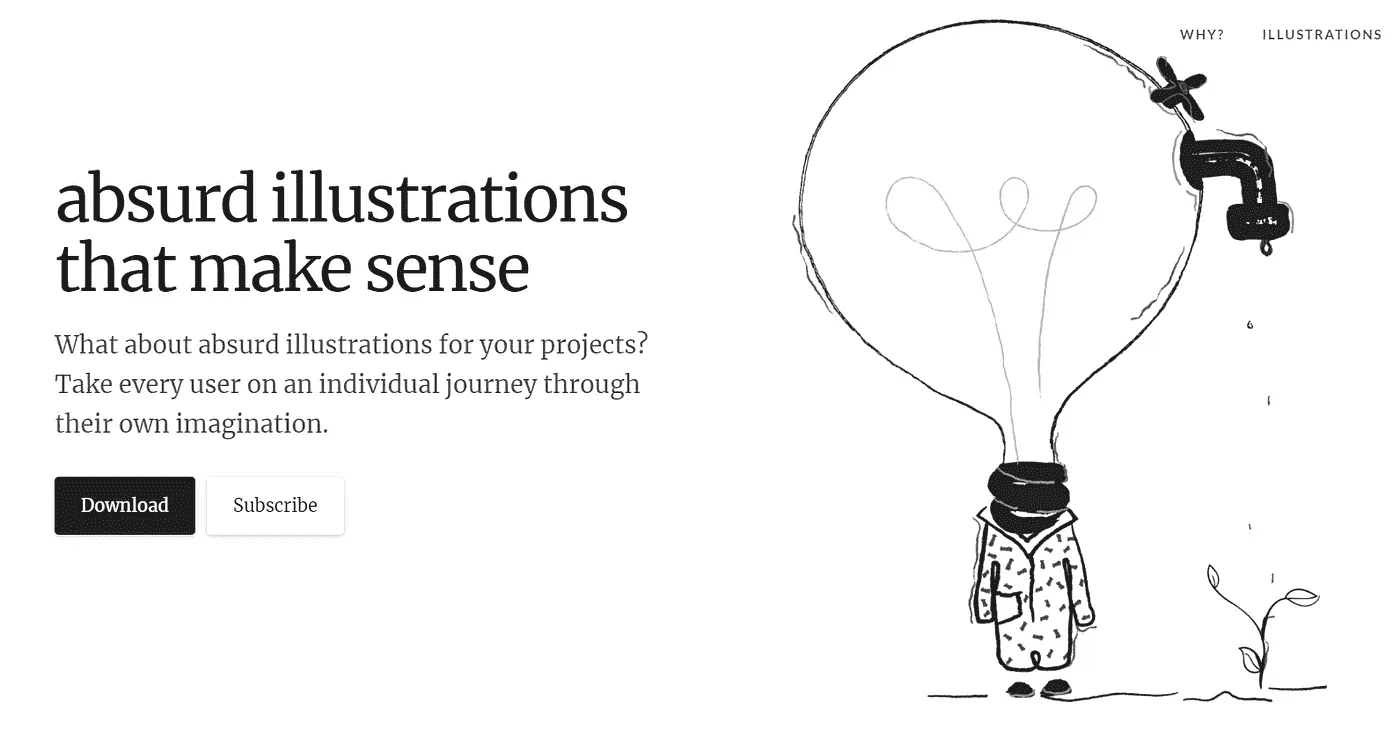 WHY? ILLUSTRATIONS
absurd illustrations
that make sense
What about absurd illustrations for your projects?
Take every user on an individual journey through
their own imagination.
Download Subscribe